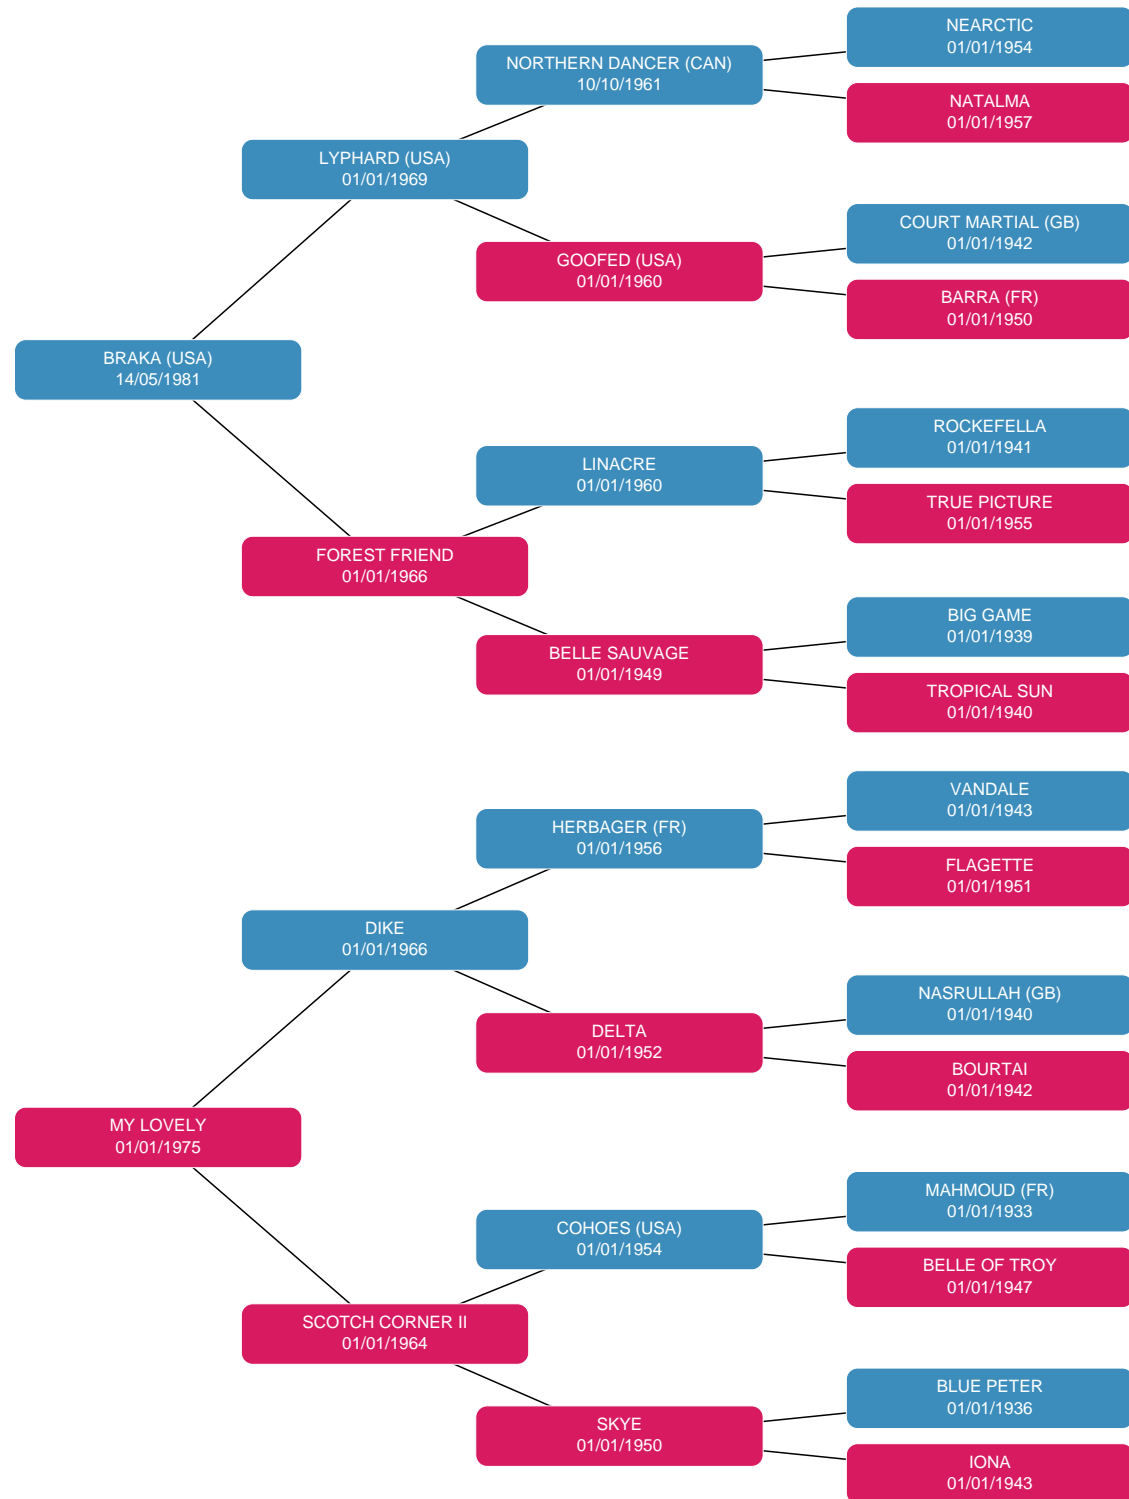 NEARCTIC
01/01/1954
NORTHERN DANCER (CAN)
10/10/1961
NATALMA
01/01/1957
LYPHARD (USA)
01/01/1969
COURT MARTIAL (GB)
01/01/1942
GOOFED (USA)
01/01/1960
BARRA (FR)
01/01/1950
BRAKA (USA)
14/05/1981
ROCKEFELLA
01/01/1941
LINACRE
01/01/1960
TRUE PICTURE
01/01/1955
FOREST FRIEND
01/01/1966
BIG GAME
01/01/1939
BELLE SAUVAGE
01/01/1949
TROPICAL SUN
01/01/1940
VANDALE
01/01/1943
HERBAGER (FR)
01/01/1956
FLAGETTE
01/01/1951
DIKE
01/01/1966
NASRULLAH (GB)
01/01/1940
DELTA
01/01/1952
BOURTAI
01/01/1942
MY LOVELY
01/01/1975
MAHMOUD (FR)
01/01/1933
COHOES (USA)
01/01/1954
BELLE OF TROY
01/01/1947
SCOTCH CORNER II
01/01/1964
BLUE PETER
01/01/1936
SKYE
01/01/1950
IONA
01/01/1943